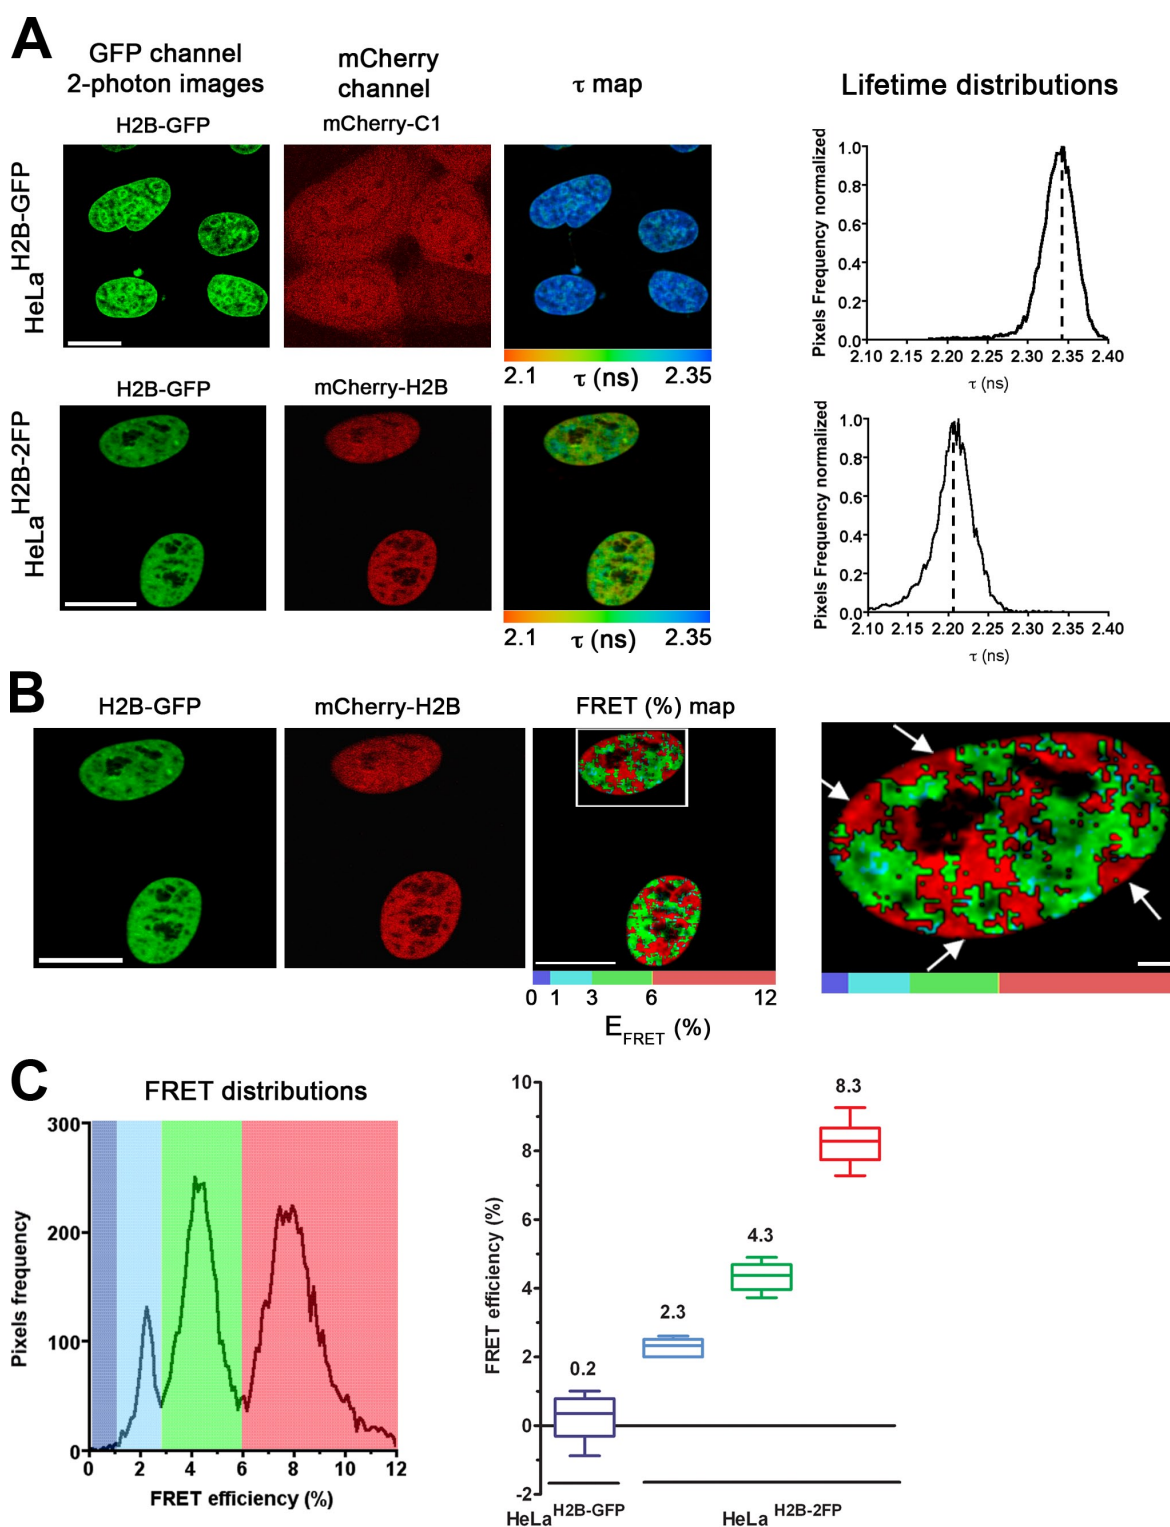 A
GFP channel
2-photon images
mCherry
channel
τ map
Lifetime distributions
H2B-GFP
mCherry-C1
HeLa H2B-GFP
2.1 τ (ns) 2.35
Pixels Frequency normalized
1.0
0.8
0.6
0.4
0.2
0.0
2.10 2.15 2.20 2.25 2.30 2.35 2.40
τ (ns)
H2B-GFP
mCherry-H2B
HeLa H2B-2FP
2.1 τ (ns) 2.35
Pixels Frequency normalized
1.0
0.8
0.6
0.4
0.2
0.0
2.10 2.15 2.20 2.25 2.30 2.35 2.40
τ (ns)
B
H2B-GFP
mCherry-H2B
FRET (%) map
0 1 3 6 12
EFRET (%)
C
FRET distributions
Pixels frequency
300
200
100
0
0 2 4 6 8 10 12
FRET efficiency (%)
FRET efficiency (%)
10
8
6
4
2
0
-2
0.2
2.3
4.3
8.3
HeLa H2B-GFP
HeLa H2B-2FP